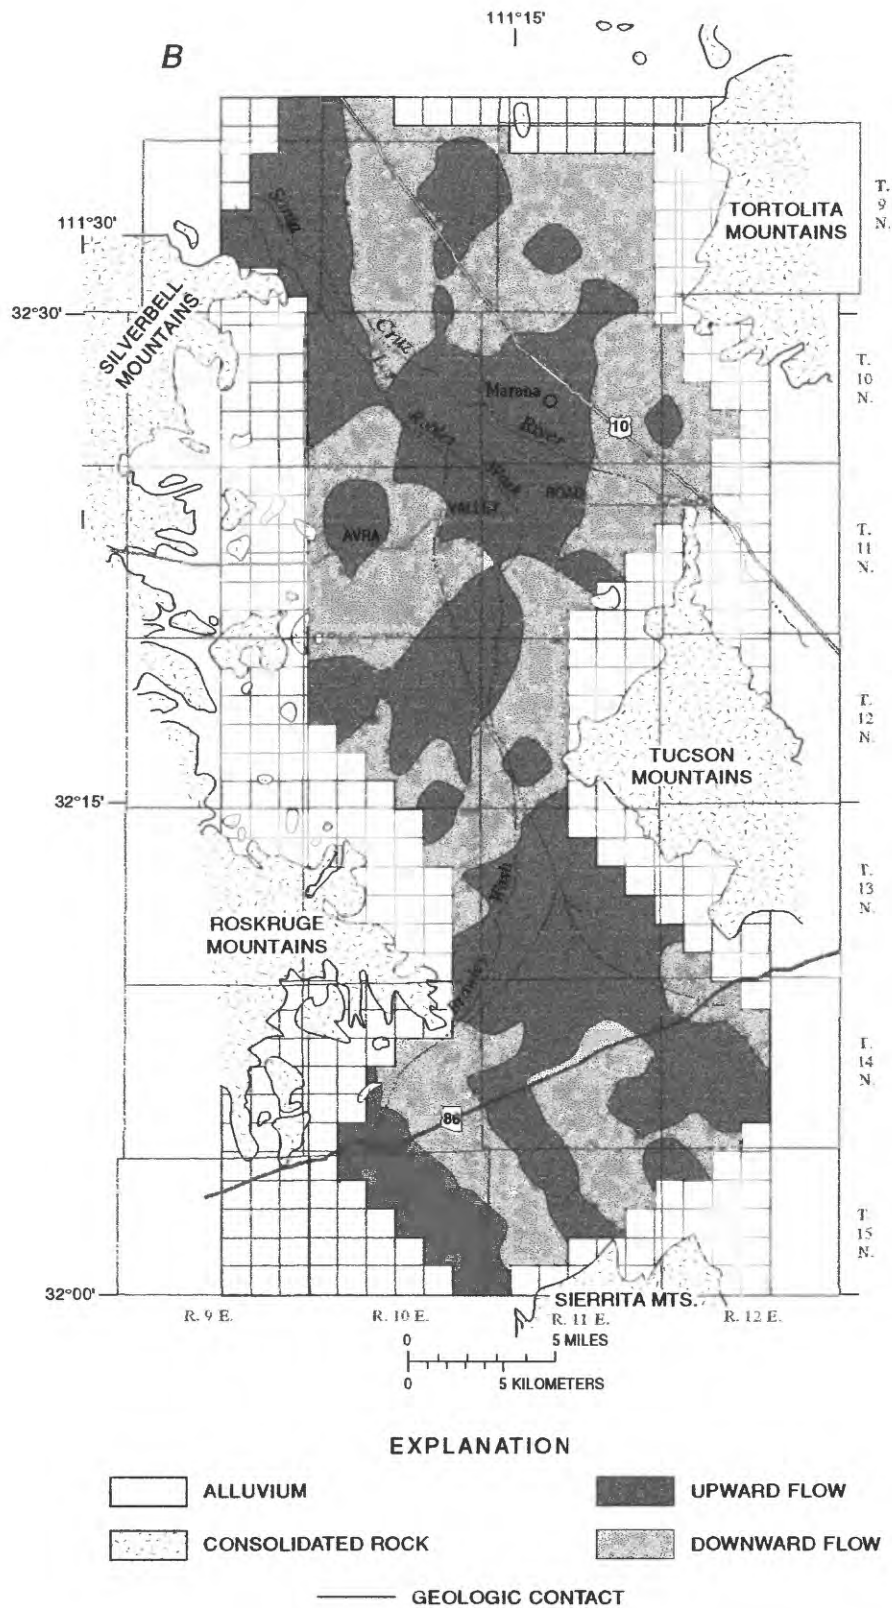 111°15'
B
T.
9
N.
TORTOLITA
MOUNTAINS
111°30'
Santa
32°30'
SILVERBELL
MOUNTAINS
Cruz
T.
10
N.
Marana
River
10
Robles
Wash
VALLEY
ROAD
AVRA
T.
11
N.
T.
12
N.
TUCSON
MOUNTAINS
32°15'
T.
13
N.
Wash
ROSKRUGE
MOUNTAINS
Brawley
T.
14
N.
86
T.
15
N.
32°00'
SIERRITA MTS.
R. 9 E.
R. 10 E.
R. 11 E.
R. 12 E.
0
5 MILES
0
5 KILOMETERS
EXPLANATION
ALLUVIUM
UPWARD FLOW
CONSOLIDATED ROCK
DOWNWARD FLOW
GEOLOGIC CONTACT